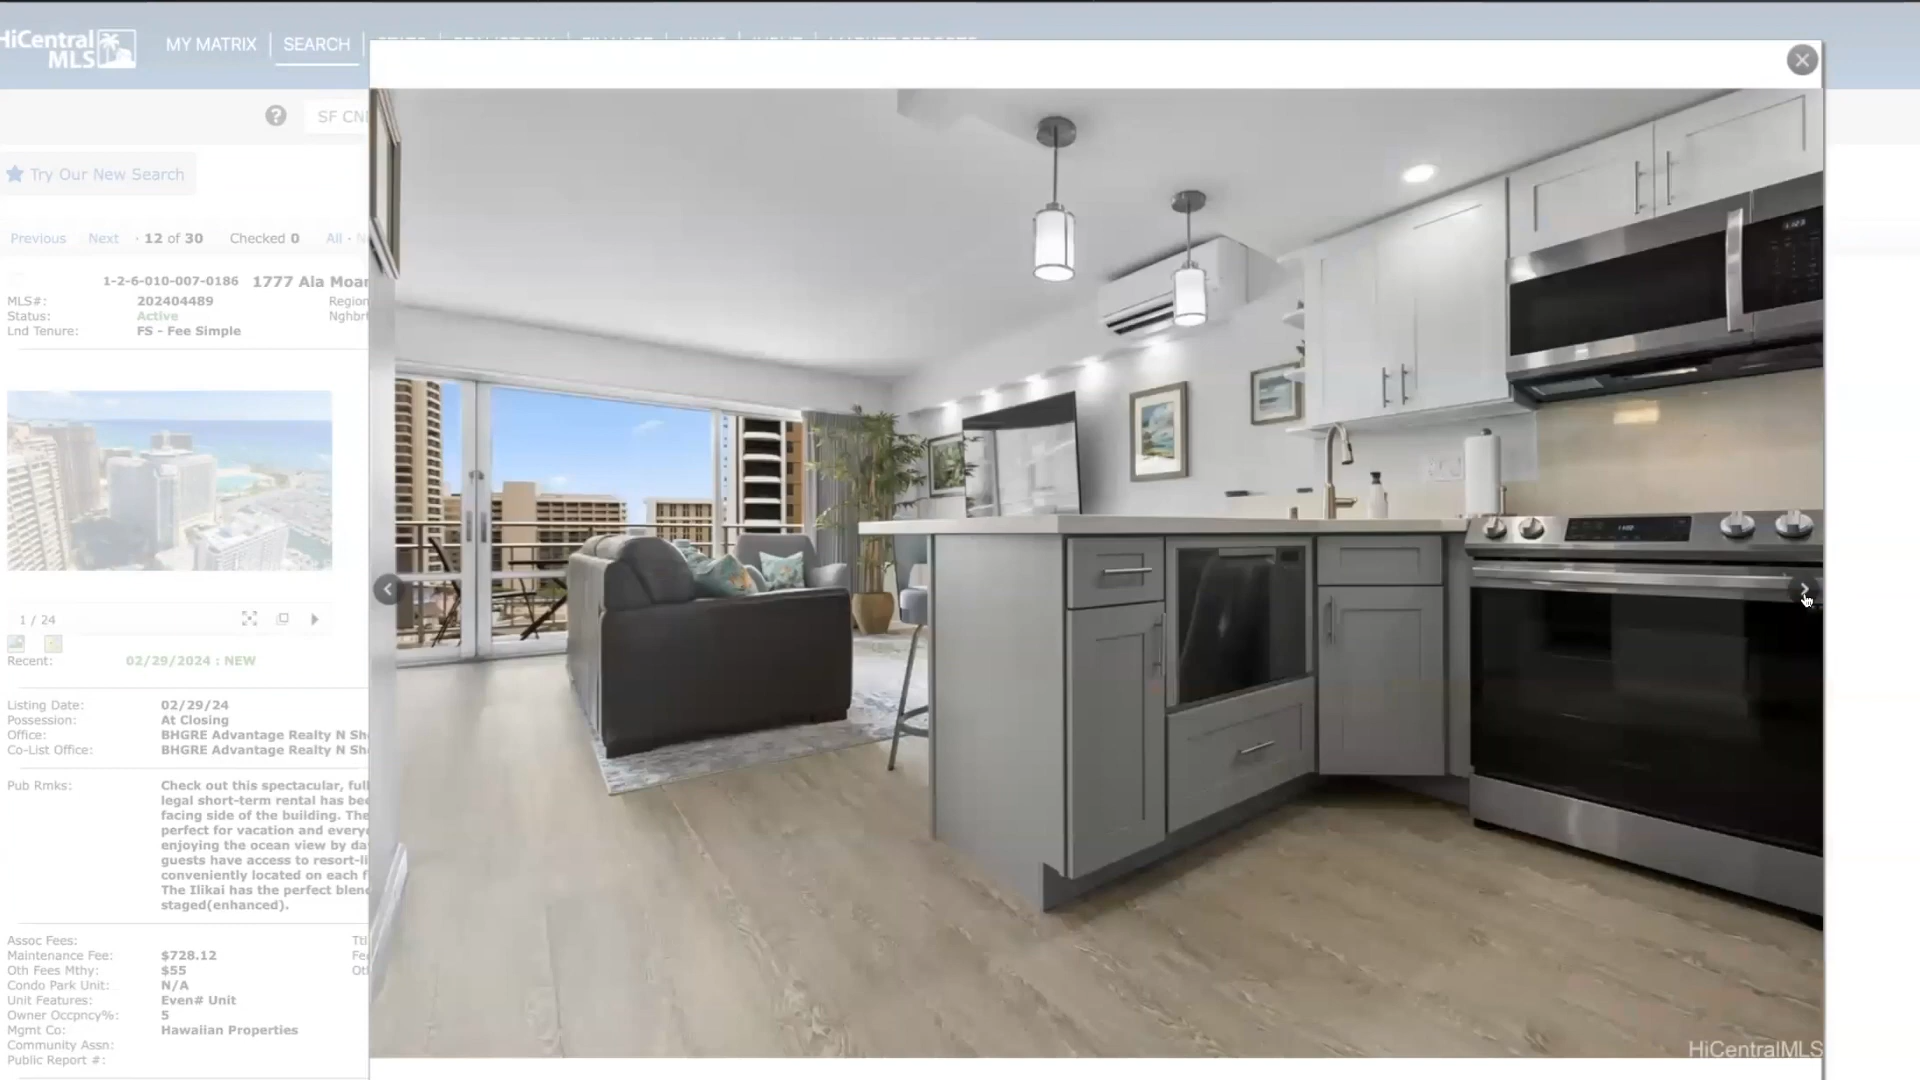 HiCentral
MLS
MY MATRIX
SEARCH
SF CN
Try Our New Search
Previous Next · 12 of 30 Checked 0 All ·
1-2-6-010-007-0186 1777 Ala Moa
MLS#: 202404489 Region
Status: Active Nghbr
Lnd Tenure: FS - Fee Simple
1 / 24
Recent: 02/29/2024 : NEW
Listing Date: 02/29/24
Possession: At Closing
Office: BHGRE Advantage Realty N Sh
Co-List Office: BHGRE Advantage Realty N Sh
Pub Rmks: Check out this spectacular, full
legal short-term rental has bee
facing side of the building. The
perfect for vacation and every
enjoying the ocean view by da
guests have access to resort-li
conveniently located on each f
The Ilikai has the perfect blen
staged(enhanced).
Assoc Fees: Ttl
Maintenance Fee: $728.12 Fe
Oth Fees Mthy: $55 Ot
Condo Park Unit: N/A
Unit Features: Even# Unit
Owner Occpncy%: 5
Mgmt Co: Hawaiian Properties
Community Assn:
Public Report #:
HiCentralMLS